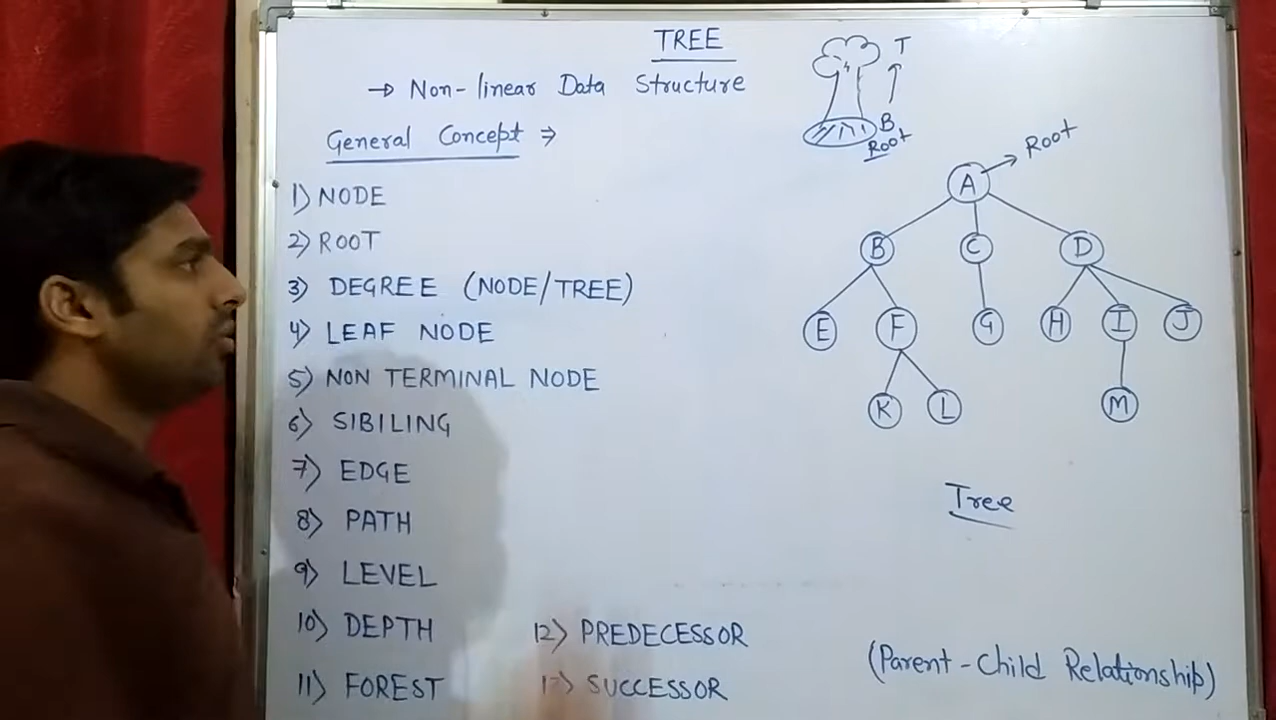 TREE
→ Non-linear Data Structure
General Concept ⇒
1) NODE
2) ROOT
3) DEGREE (NODE/TREE)
4) LEAF NODE
5) NON TERMINAL NODE
6) SIBILING
7) EDGE
8) PATH
9) LEVEL
10) DEPTH
11) FOREST
12) PREDECESSOR
13) SUCCESSOR
T
B
Root
A → Root
B C D
E F G H I J
K L M
Tree
(Parent-Child Relationship)